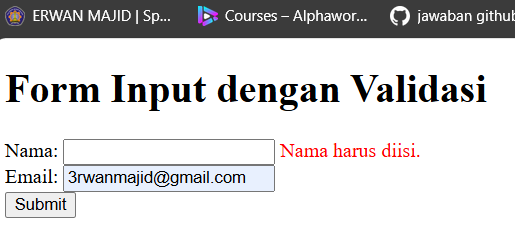 ERWAN MAJID | Sp... Courses – Alphawor... jawaban github
Form Input dengan Validasi
Nama: Nama harus diisi.
Email: 3rwanmajid@gmail.com
Submit